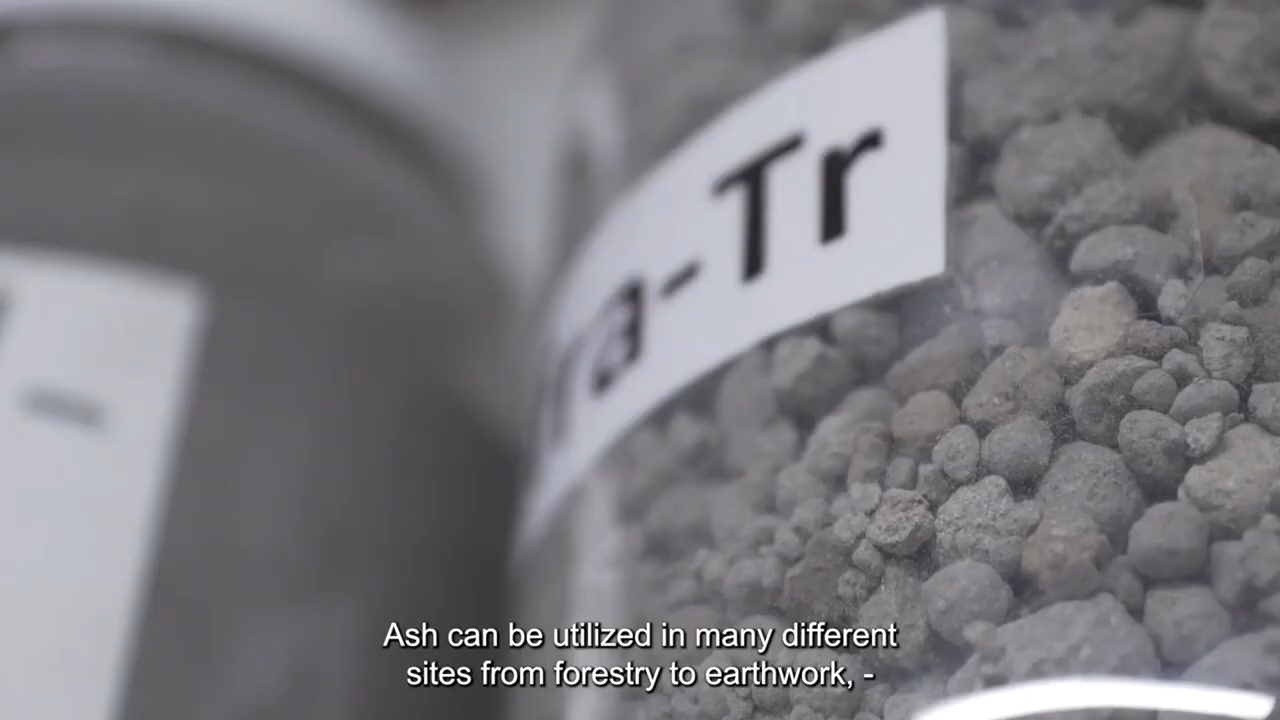 ra-Tr
Ash can be utilized in many different
sites from forestry to earthwork, -